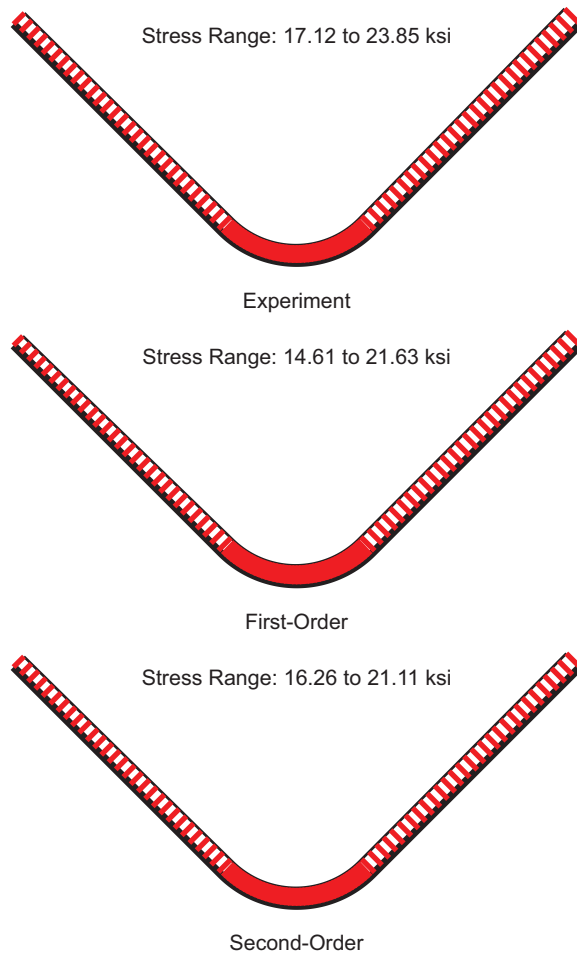 Stress Range: 17.12 to 23.85 ksi
Experiment
Stress Range: 14.61 to 21.63 ksi
First-Order
Stress Range: 16.26 to 21.11 ksi
Second-Order